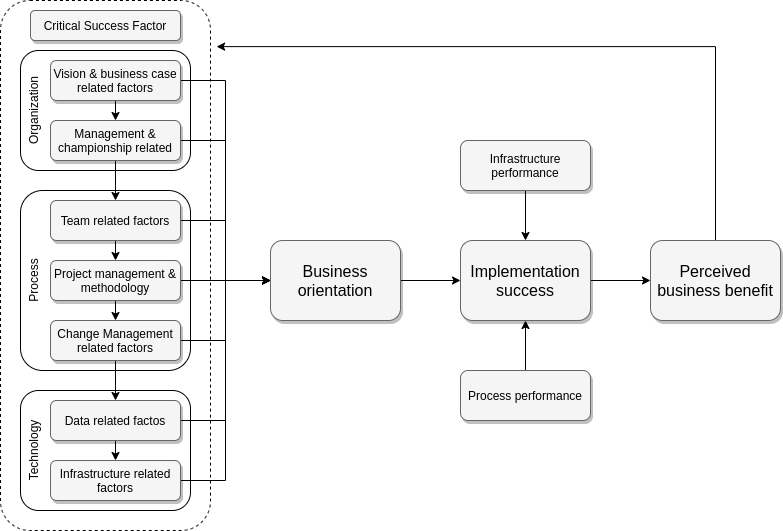 Critical Success Factor
Organization
Vision & business case
related factors
Management &
championship related
Process
Team related factors
Project management &
methodology
Change Management
related factors
Technology
Data related factos
Infrastructure related
factors
Business
orientation
Infrastructure
performance
Implementation
success
Process performance
Perceived
business benefit